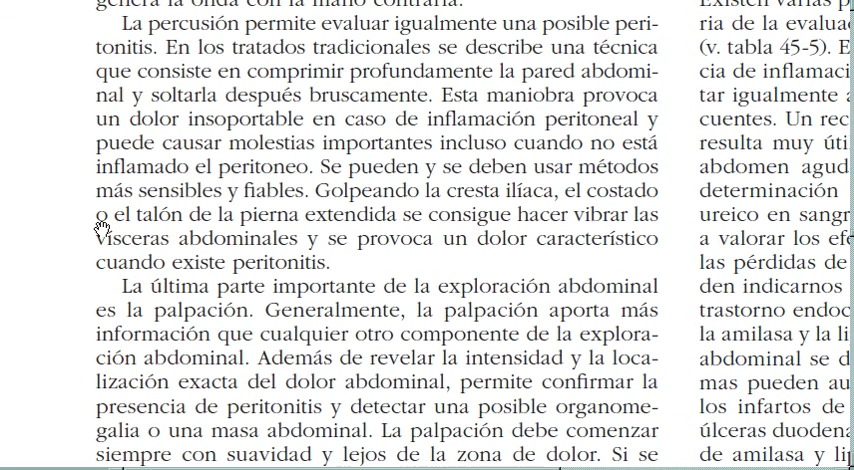 genera la onda con la mano contraria.
La percusión permite evaluar igualmente una posible peri-
tonitis. En los tratados tradicionales se describe una técnica
que consiste en comprimir profundamente la pared abdomi-
nal y soltarla después bruscamente. Esta maniobra provoca
un dolor insoportable en caso de inflamación peritoneal y
puede causar molestias importantes incluso cuando no está
inflamado el peritoneo. Se pueden y se deben usar métodos
más sensibles y fiables. Golpeando la cresta ilíaca, el costado
o el talón de la pierna extendida se consigue hacer vibrar las
vísceras abdominales y se provoca un dolor característico
cuando existe peritonitis.
La última parte importante de la exploración abdominal
es la palpación. Generalmente, la palpación aporta más
información que cualquier otro componente de la explora-
ción abdominal. Además de revelar la intensidad y la loca-
lización exacta del dolor abdominal, permite confirmar la
presencia de peritonitis y detectar una posible organome-
galia o una masa abdominal. La palpación debe comenzar
siempre con suavidad y lejos de la zona de dolor. Si se
Existen varias p
ria de la evalua
(v. tabla 45-5). E
cia de inflamaci
tar igualmente a
cuentes. Un rec
resulta muy úti
abdomen agud
determinación
ureico en sangr
a valorar los efe
las pérdidas de
den indicarnos
trastorno endoc
la amilasa y la li
abdominal se d
mas pueden au
los infartos de
úlceras duodena
de amilasa y lip